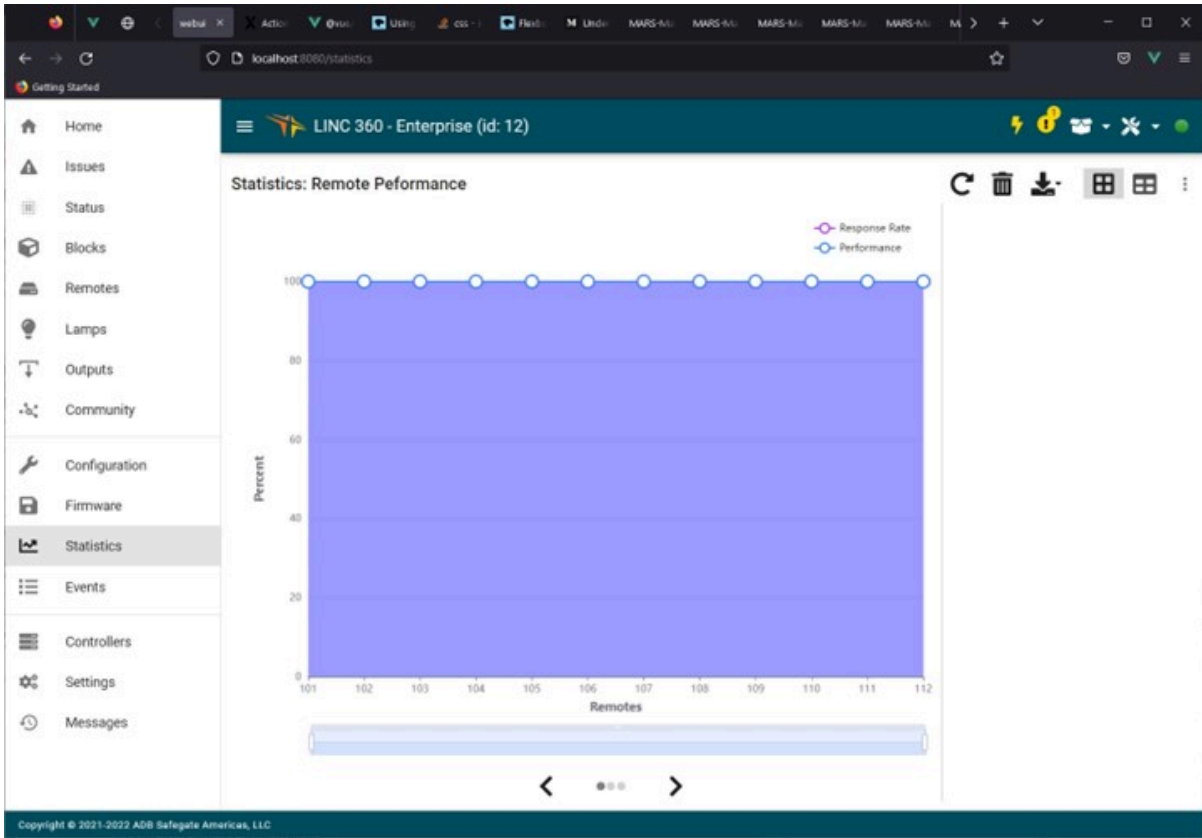 webui
Using
css -
MARS-
MARS-
MARS-
MARS-
MARS-
localhost:8080/statistics
Getting Started
LINC 360 - Enterprise (id: 12)
Home
Issues
Status
Blocks
Remotes
Lamps
Outputs
Community
Configuration
Firmware
Statistics
Events
Controllers
Settings
Messages
Statistics: Remote Peformance
Response Rate
Performance
100
80
60
40
20
0
Percent
101 102 103 104 105 106 107 108 109 110 111 112
Remotes
Copyright © 2021-2022 ADB Safegate Americas, LLC